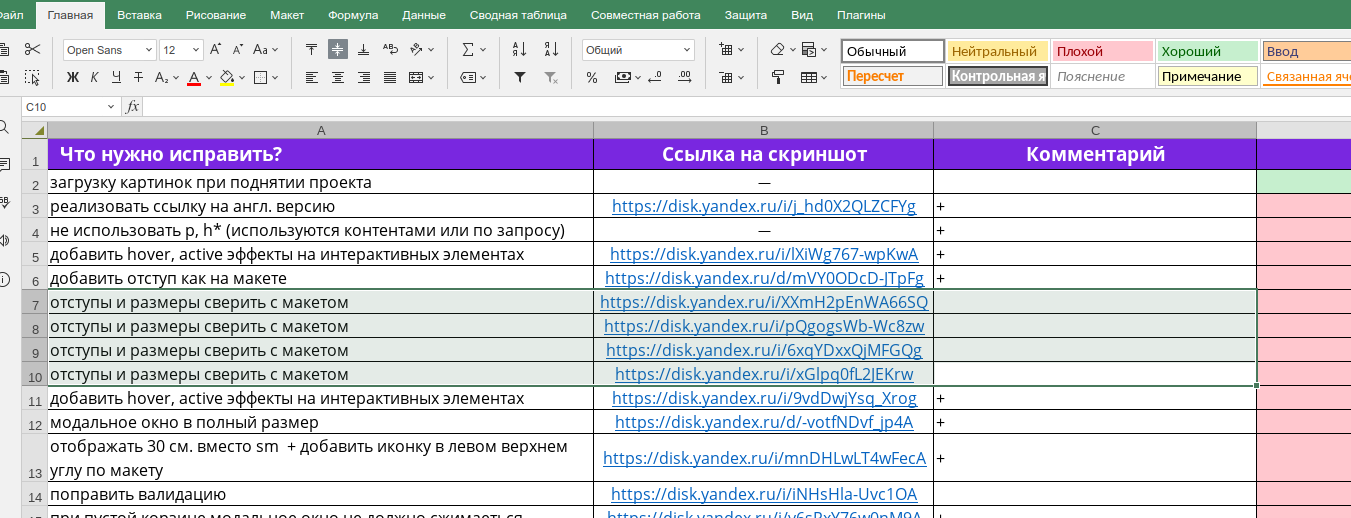 Главная Вставка Рисование Макет Формула Данные Сводная таблица Совместная работа Защита Вид Плагины
Open Sans 12 Общий Обычный Нейтральный Плохой Хороший Ввод
Пересчет Контрольная я Пояснение Примечание Связанная яче
C10 fx
A B C
1 Что нужно исправить? Ссылка на скриншот Комментарий
2 загрузку картинок при поднятии проекта —
3 реализовать ссылку на англ. версию https://disk.yandex.ru/i/j_hd0X2QLZCFYg +
4 не использовать p, h* (используются контентами или по запросу) — +
5 добавить hover, active эффекты на интерактивных элементах https://disk.yandex.ru/i/lXiWg767-wpKwA +
6 добавить отступ как на макете https://disk.yandex.ru/d/mVY0ODcD-JTpFg +
7 отступы и размеры сверить с макетом https://disk.yandex.ru/i/XXmH2pEnWA66SQ
8 отступы и размеры сверить с макетом https://disk.yandex.ru/i/pQgogsWb-Wc8zw
9 отступы и размеры сверить с макетом https://disk.yandex.ru/i/6xqYDxxQjMFGQg
10 отступы и размеры сверить с макетом https://disk.yandex.ru/i/xGlpq0fL2JEKrw
11 добавить hover, active эффекты на интерактивных элементах https://disk.yandex.ru/i/9vdDwjYsq_Xrog +
12 модальное окно в полный размер https://disk.yandex.ru/d/-votfNDvf_jp4A +
отображать 30 см. вместо sm + добавить иконку в левом верхнем
13 углу по макету https://disk.yandex.ru/i/mnDHLwLT4wFecA +
14 поправить валидацию https://disk.yandex.ru/i/iNHsHla-Uvc1OA